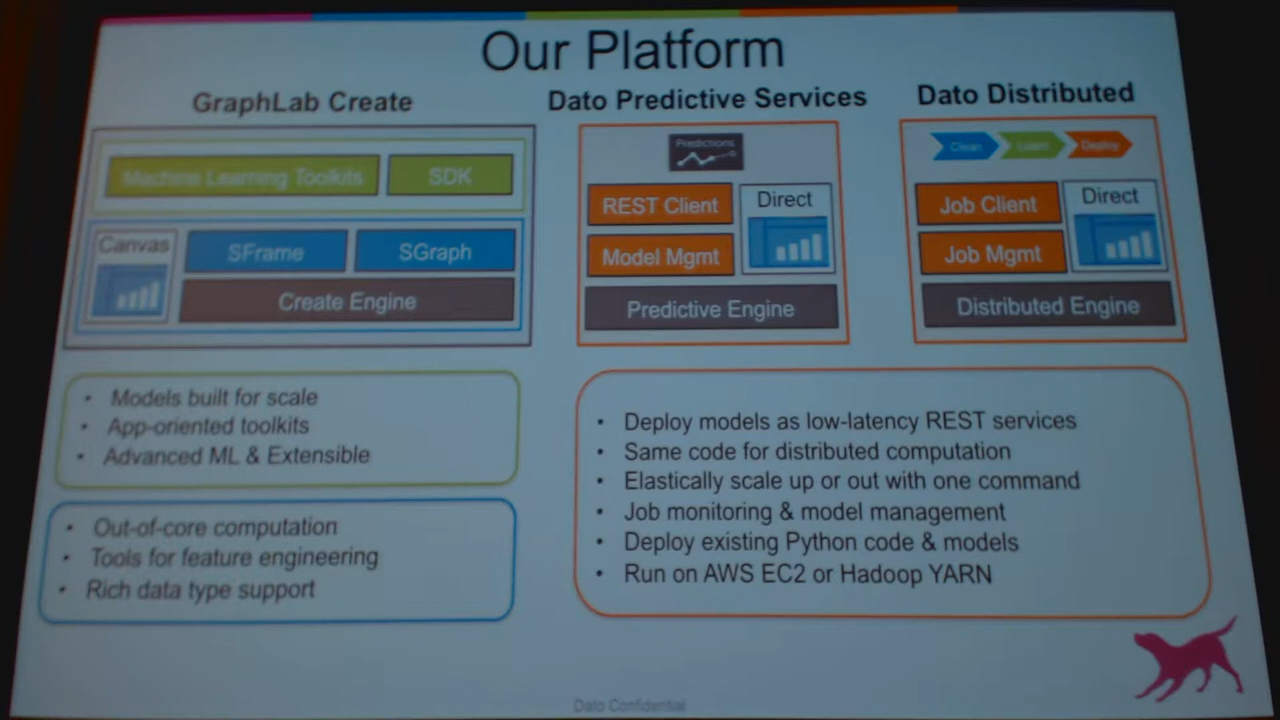 Our Platform
GraphLab Create
Machine Learning Toolkits
SDK
Canvas
SFrame
SGraph
Create Engine
Models built for scale
App-oriented toolkits
Advanced ML & Extensible
Out-of-core computation
Tools for feature engineering
Rich data type support
Dato Predictive Services
Predictions
REST Client
Direct
Model Mgmt
Predictive Engine
Dato Distributed
Clean
Learn
Deploy
Job Client
Direct
Job Mgmt
Distributed Engine
Deploy models as low-latency REST services
Same code for distributed computation
Elastically scale up or out with one command
Job monitoring & model management
Deploy existing Python code & models
Run on AWS EC2 or Hadoop YARN
Dato Confidential